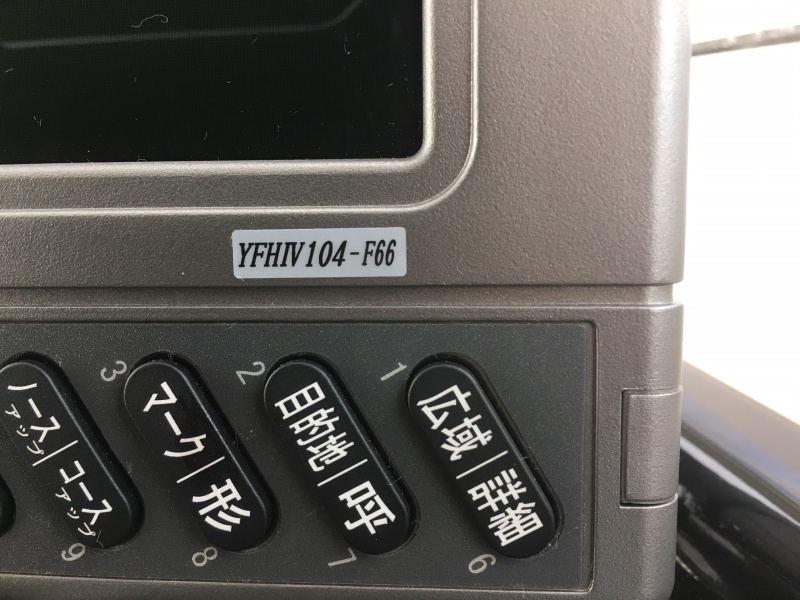 YFHIV104-F66
3
2
1
ノース
アップ
コース
アップ
マーク|形
目的地|呼
広域|詳細
9
8
7
6